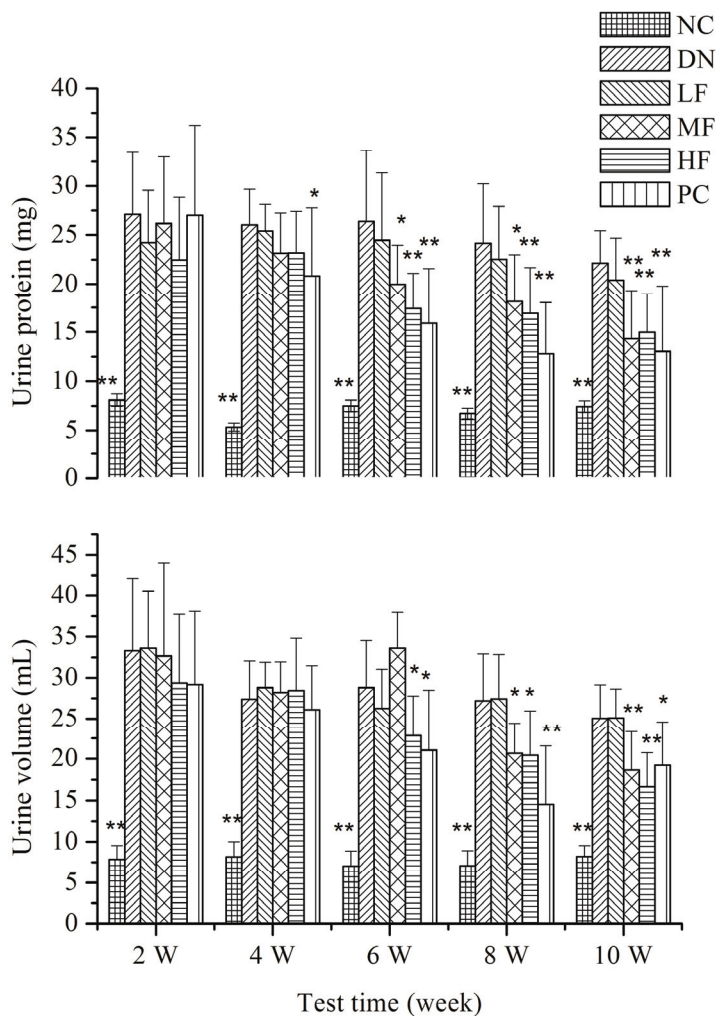 NC
DN
LF
MF
HF
PC
Urine protein (mg)
40
35
30
25
20
15
10
5
0
**
** *
** * ** **
** * ** **
** ** ** **
Urine volume (mL)
45
40
35
30
25
20
15
10
5
0
**
**
** * *
** * * **
** ** ** *
2 W 4 W 6 W 8 W 10 W
Test time (week)